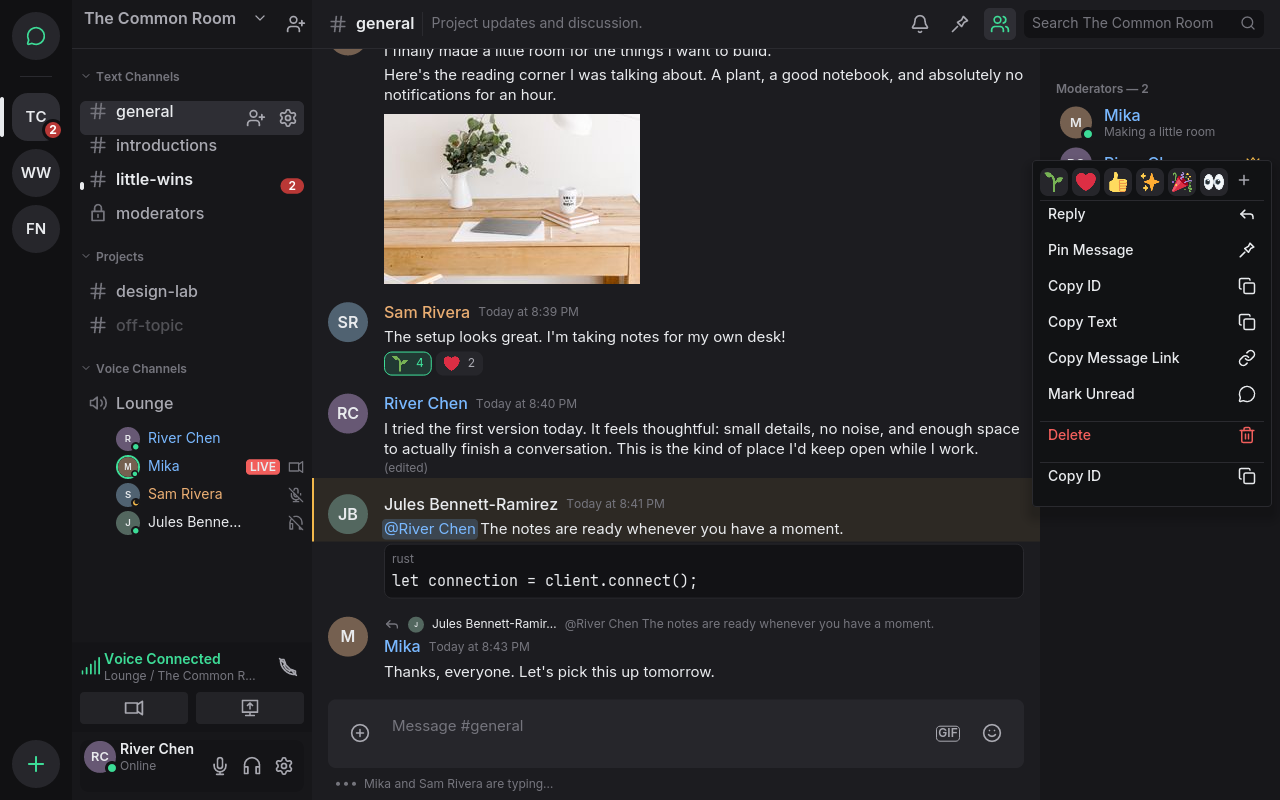 TC
2
WW
FN
The Common Room
Text Channels
general
introductions
little-wins
2
moderators
Projects
design-lab
off-topic
Voice Channels
Lounge
R
River Chen
M
Mika
LIVE
S
Sam Rivera
J
Jules Benne...
Voice Connected
Lounge / The Common R...
RC
River Chen
Online
general
Project updates and discussion.
Search The Common Room
I finally made a little room for the things I want to build.
Here's the reading corner I was talking about. A plant, a good notebook, and absolutely no
notifications for an hour.
SR
Sam Rivera
Today at 8:39 PM
The setup looks great. I'm taking notes for my own desk!
4
2
RC
River Chen
Today at 8:40 PM
I tried the first version today. It feels thoughtful: small details, no noise, and enough space
to actually finish a conversation. This is the kind of place I'd keep open while I work.
(edited)
JB
Jules Bennett-Ramirez
Today at 8:41 PM
@River Chen The notes are ready whenever you have a moment.
rust
let connection = client.connect();
J
Jules Bennett-Ramir...
@River Chen The notes are ready whenever you have a moment.
M
Mika
Today at 8:43 PM
Thanks, everyone. Let's pick this up tomorrow.
Message #general
GIF
Mika and Sam Rivera are typing...
Moderators — 2
M
Mika
Making a little room
Reply
Pin Message
Copy ID
Copy Text
Copy Message Link
Mark Unread
Delete
Copy ID